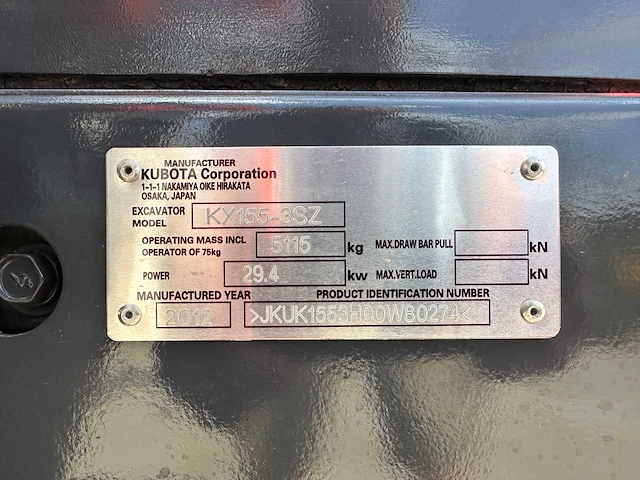 MANUFACTURER
KUBOTA Corporation
1-1-1 NAKAMIYA OIKE HIRAKATA
OSAKA, JAPAN
EXCAVATOR MODEL KX155-3SZ
OPERATING MASS INCL OPERATOR OF 75kg 5115 kg MAX.DRAW BAR PULL kN
POWER 29.4 kw MAX.VERT.LOAD kN
MANUFACTURED YEAR PRODUCT IDENTIFICATION NUMBER
2012 >JKUK1553H00W80274<